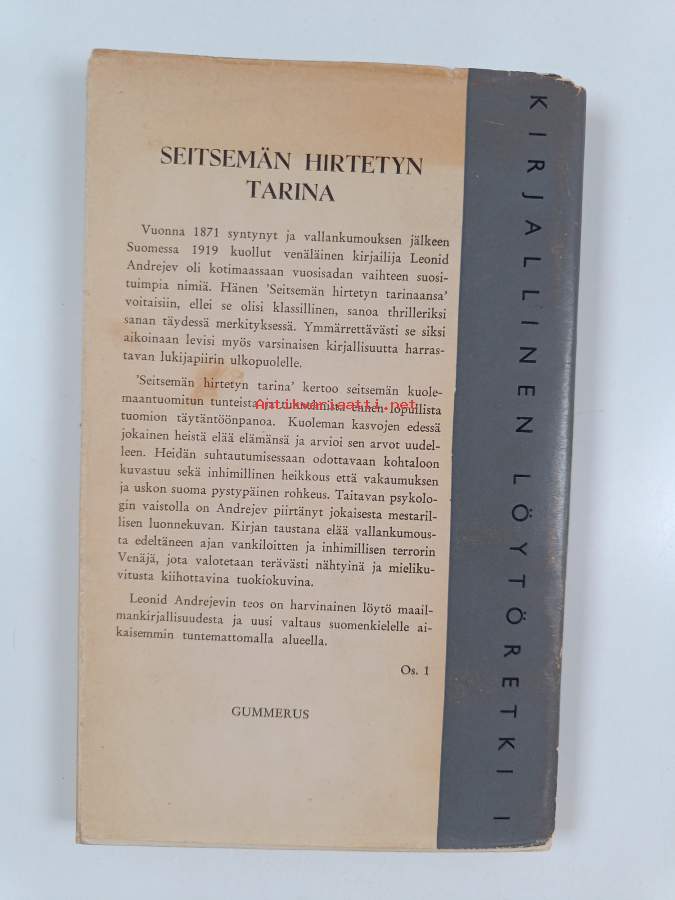 SEITSEMÄN HIRTETYN
TARINA
Vuonna 1871 syntynyt ja vallankumouksen jälkeen
Suomessa 1919 kuollut venäläinen kirjailija Leonid
Andrejev oli kotimaassaan vuosisadan vaihteen suosi-
tuimpia nimiä. Hänen 'Seitsemän hirtetyn tarinaansa'
voitaisiin, ellei se olisi klassillinen, sanoa thrilleriksi
sanan täydessä merkityksessä. Ymmärrettävästi se siksi
aikoinaan levisi myös varsinaisen kirjallisuutta harras-
tavan lukijapiirin ulkopuolelle.
'Seitsemän hirtetyn tarina' kertoo seitsemän kuole-
maantuomitun tunteista ja tunnelmista ennen lopullista
tuomion täytäntöönpanoa. Kuoleman kasvojen edessä
jokainen heistä elää elämänsä ja arvioi sen arvot uudel-
leen. Heidän suhtautumisessaan odottavaan kohtaloon
kuvastuu sekä inhimillinen heikkous että vakaumuksen
ja uskon suoma pystypäinen rohkeus. Taitavan psykolo-
gin vaistolla on Andrejev piirtänyt jokaisesta mestaril-
lisen luonnekuvan. Kirjan taustana elää vallankumous-
ta edeltäneen ajan vankiloitten ja inhimillisen terrorin
Venäjä, jota valotetaan terävästi nähtyinä ja mieliku-
vitusta kiihottavina tuokiokuvina.
Leonid Andrejevin teos on harvinainen löytö maail-
mankirjallisuudesta ja uusi valtaus suomenkielelle ai-
kaisemmin tuntemattomalla alueella.
Os. 1
GUMMERUS
KIRJALLINEN LÖYTÖRETKI I
Antikvariaatti.net